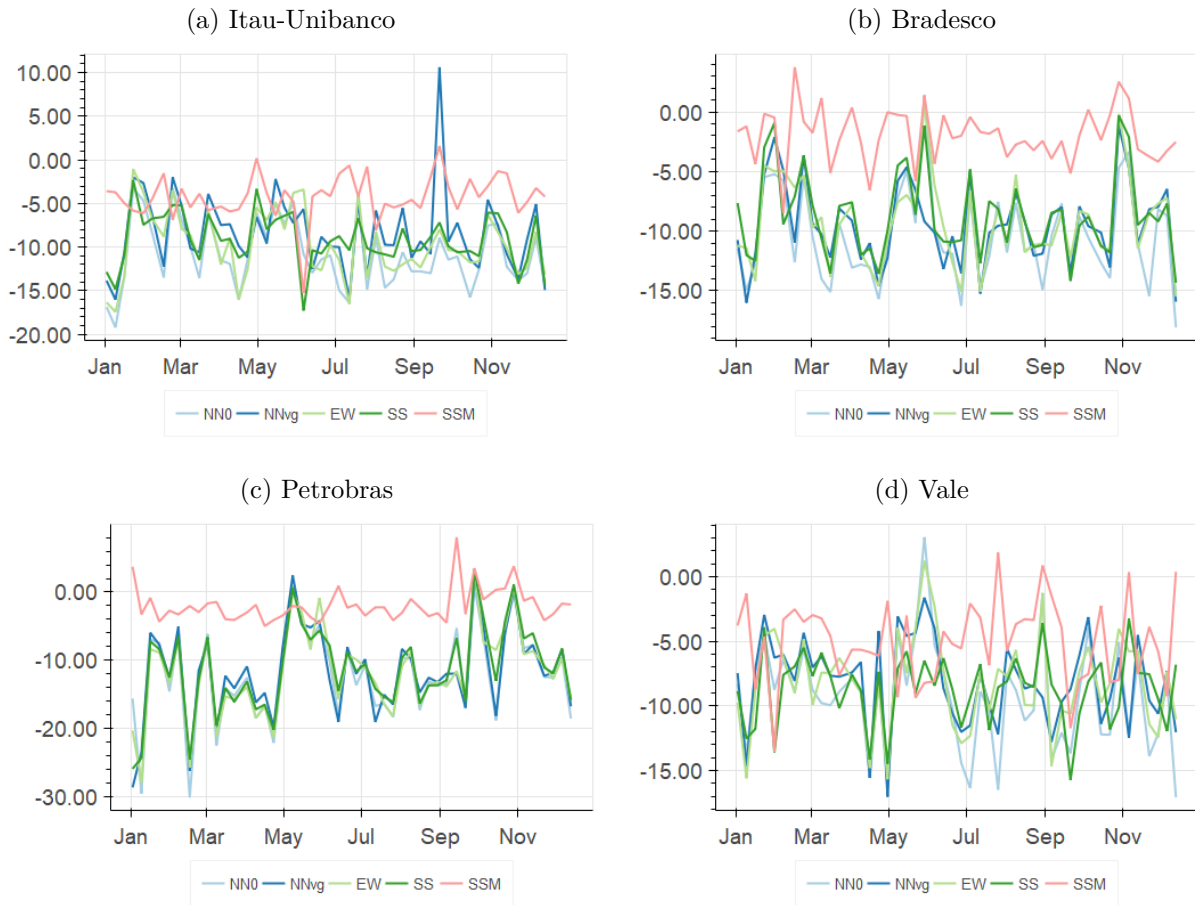 (a) Itau-Unibanco
10.00
5.00
0.00
-5.00
-10.00
-15.00
-20.00
Jan Mar May Jul Sep Nov
NN0 NNvg EW SS SSM
(b) Bradesco
0.00
-5.00
-10.00
-15.00
Jan Mar May Jul Sep Nov
NN0 NNvg EW SS SSM
(c) Petrobras
0.00
-10.00
-20.00
-30.00
Jan Mar May Jul Sep Nov
NN0 NNvg EW SS SSM
(d) Vale
0.00
-5.00
-10.00
-15.00
Jan Mar May Jul Sep Nov
NN0 NNvg EW SS SSM